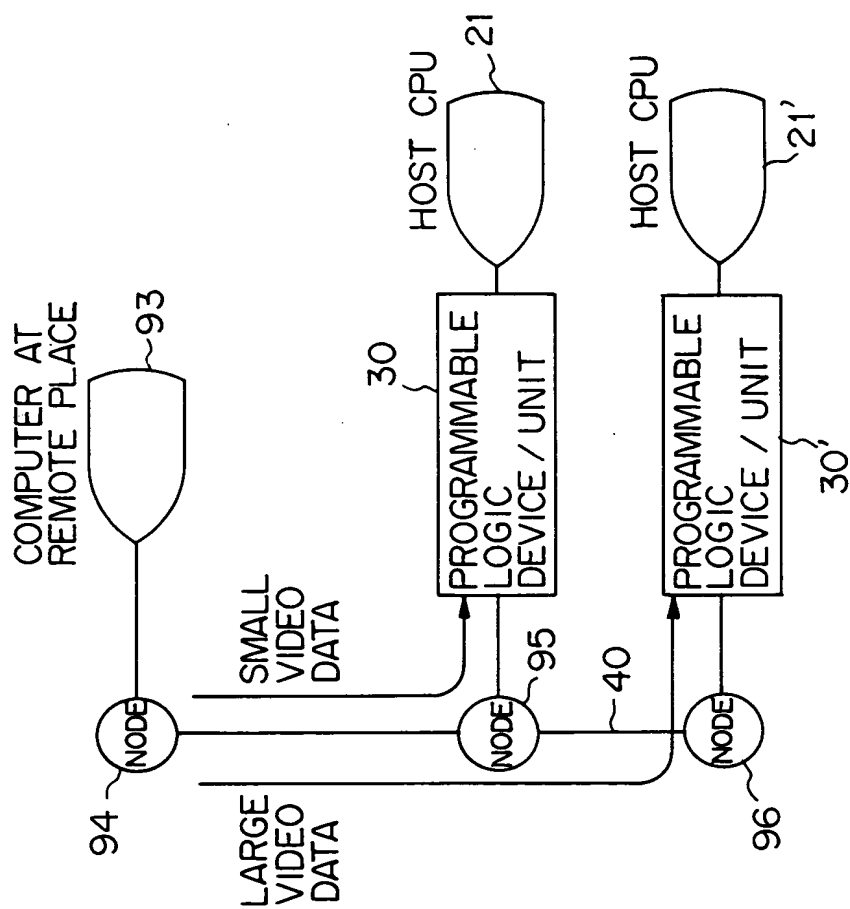 COMPUTER AT
REMOTE PLACE
93
94
NODE
SMALL
VIDEO
DATA
LARGE
VIDEO
DATA
30
PROGRAMMABLE
LOGIC
DEVICE / UNIT
HOST CPU
21
NODE
95
40
PROGRAMMABLE
LOGIC
DEVICE / UNIT
30'
HOST CPU
21'
NODE
96